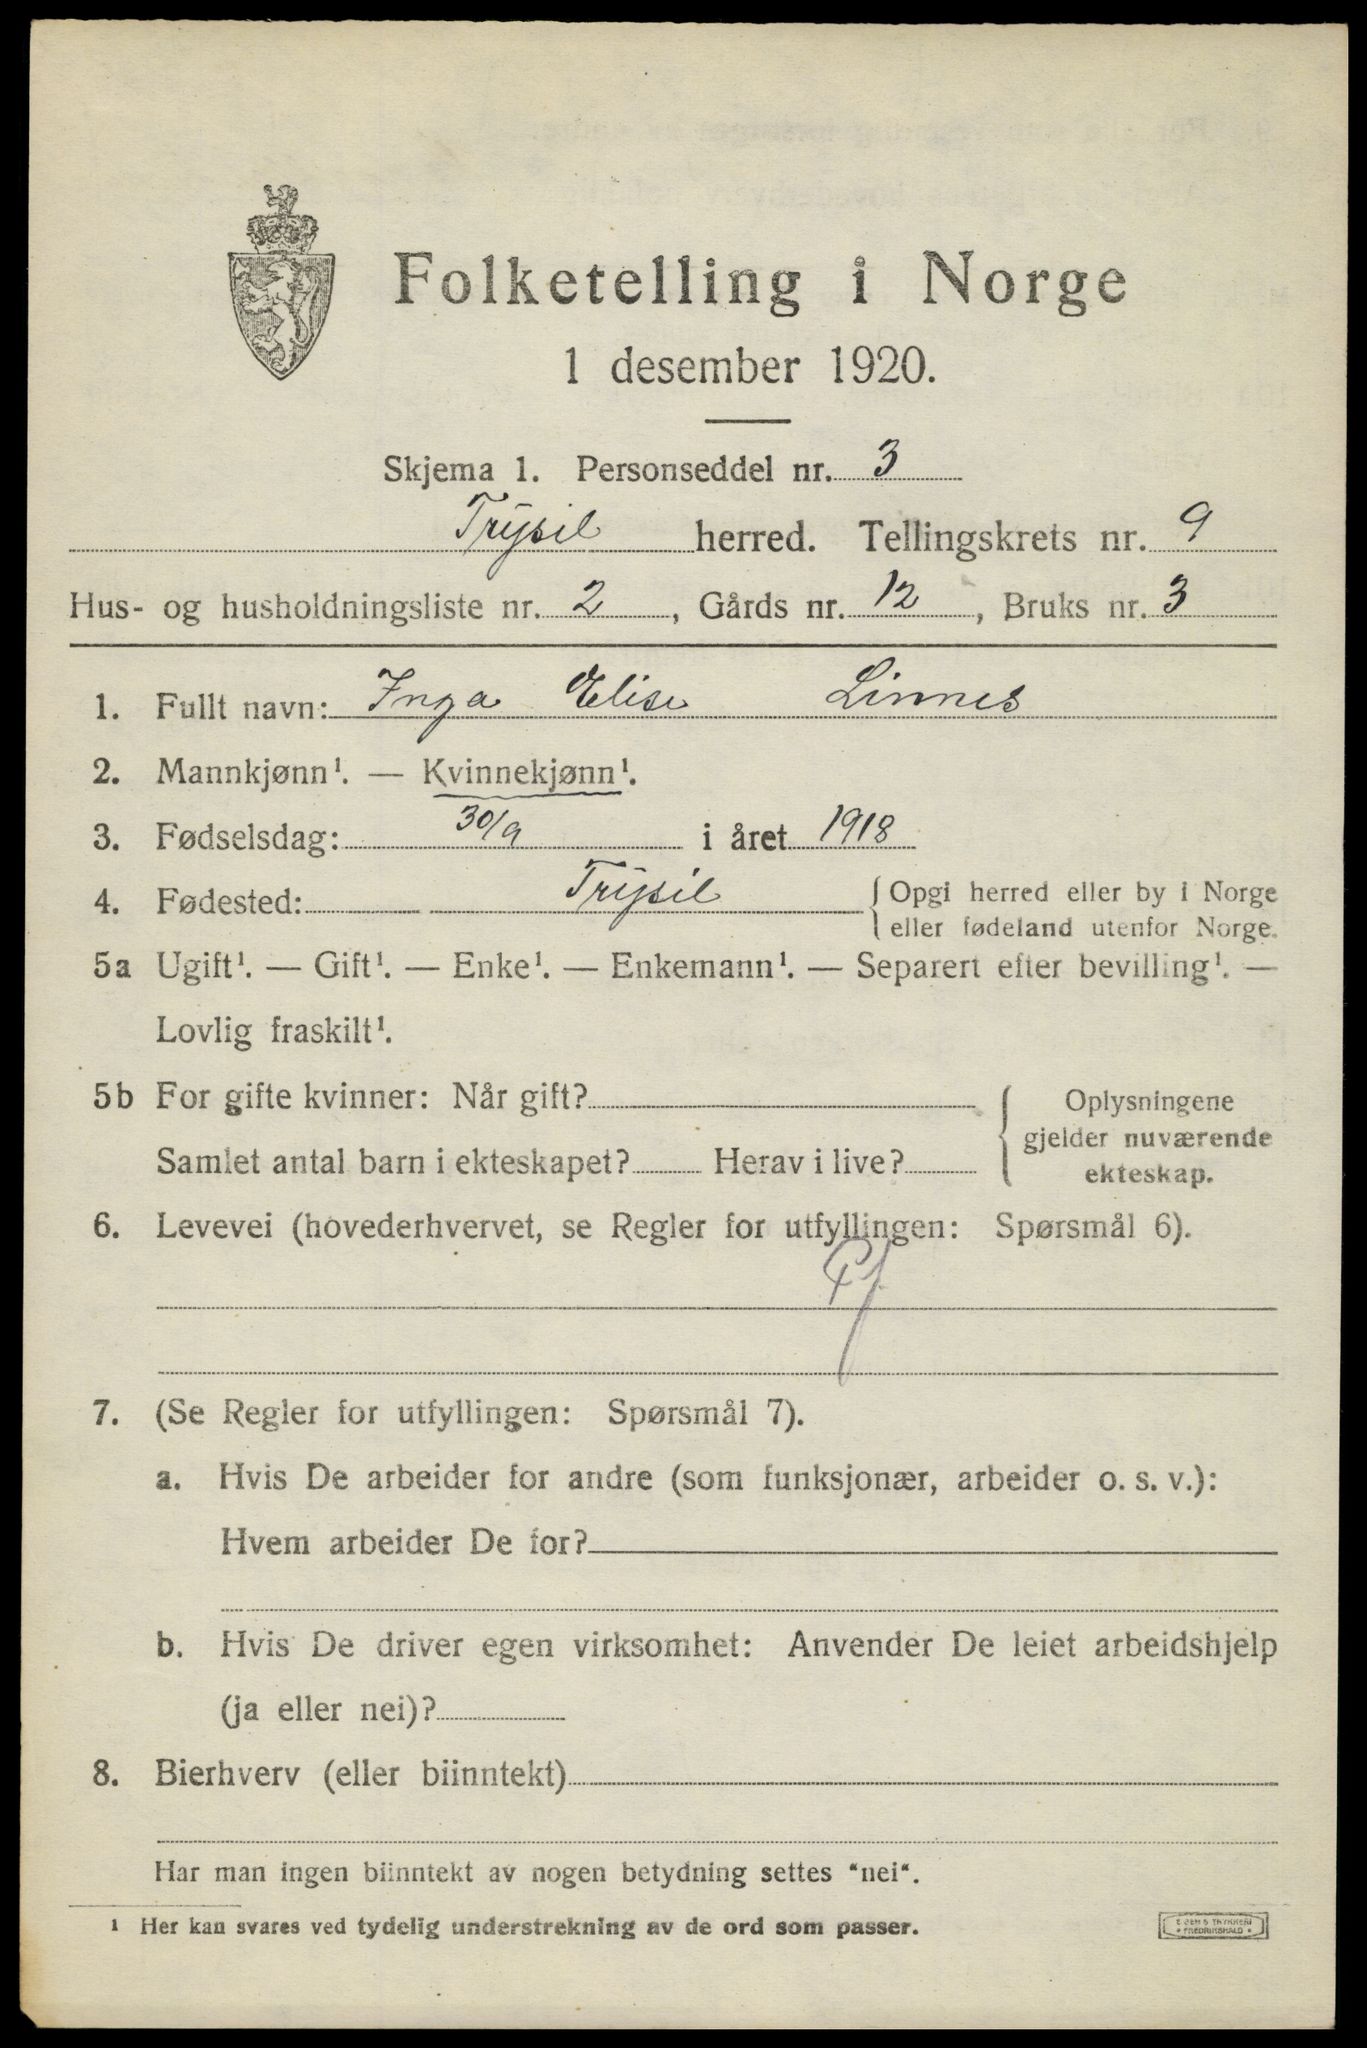 Folketelling i Norge
1 desember 1920.
Skjema 1. Personseddel nr. 3
Trysil herred. Tellingskrets nr. 9
Hus- og husholdningsliste nr. 2, Gårds nr. 12, Bruks nr. 3
1. Fullt navn: Inga Elise Linnes
2. Mannkjønn¹. — Kvinnekjønn¹.
3. Fødselsdag: 30/9 i året 1918
4. Fødested: Trysil { Opgi herred eller by i Norge
eller fødeland utenfor Norge.
5a Ugift¹. — Gift¹. — Enke¹. — Enkemann¹. — Separert efter bevilling¹. —
Lovlig fraskilt¹.
5b For gifte kvinner: Når gift?
Samlet antal barn i ekteskapet? Herav i live?
{ Oplysningene
gjelder nuværende
ekteskap.
6. Levevei (hovederhvervet, se Regler for utfyllingen: Spørsmål 6).
7. (Se Regler for utfyllingen: Spørsmål 7).
a. Hvis De arbeider for andre (som funksjonær, arbeider o. s. v.):
Hvem arbeider De for?
b. Hvis De driver egen virksomhet: Anvender De leiet arbeidshjelp
(ja eller nei)?
8. Bierhverv (eller biinntekt)
Har man ingen biinntekt av nogen betydning settes “nei“.
¹ Her kan svares ved tydelig understrekning av de ord som passer.
FREDRIKSHALD